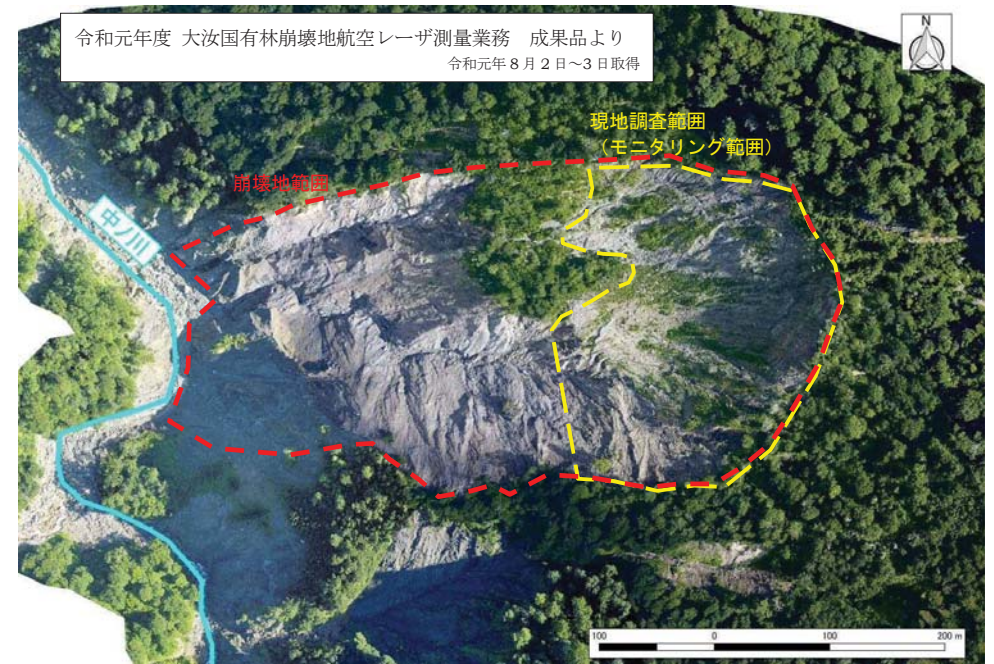 令和元年度 大汝国有林崩壊地航空レーザ測量業務 成果品より
令和元年８月２日～３日取得
N
現地調査範囲
（モニタリング範囲）
崩壊地範囲
中ノ川
100 0 100 200 m